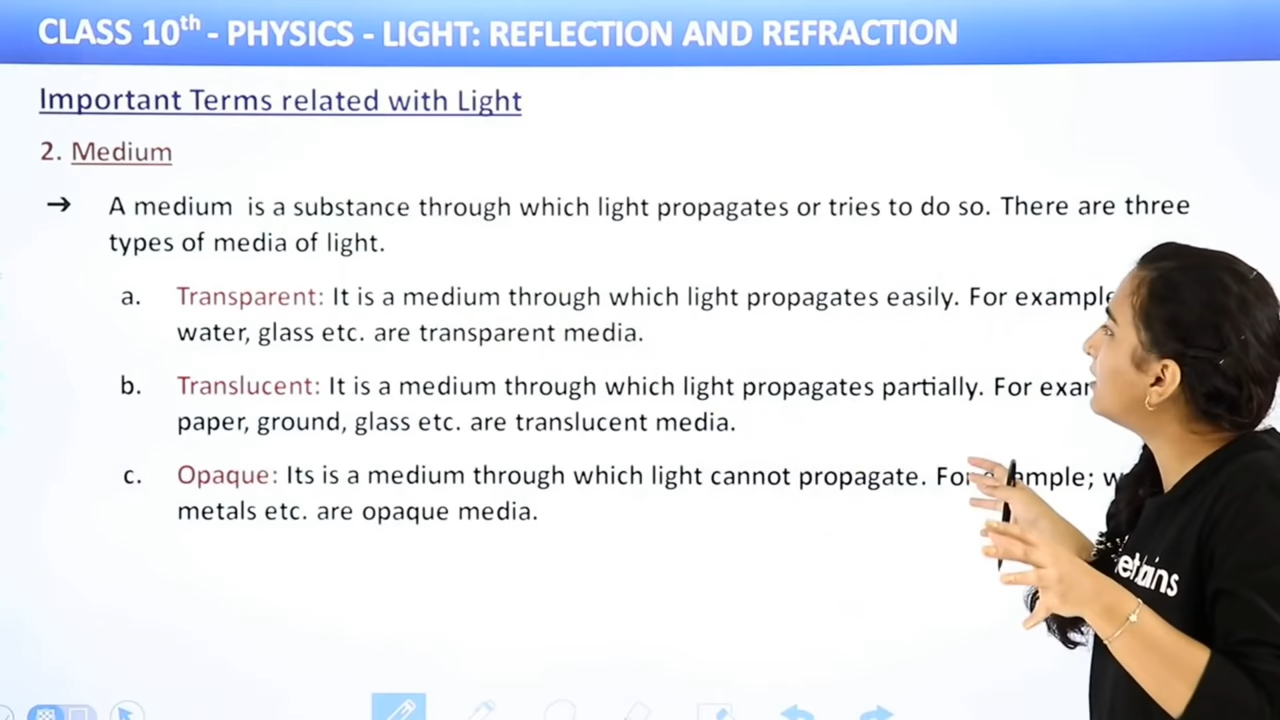 CLASS 10th - PHYSICS - LIGHT: REFLECTION AND REFRACTION
Important Terms related with Light
2. Medium
→ A medium is a substance through which light propagates or tries to do so. There are three
types of media of light.
a. Transparent: It is a medium through which light propagates easily. For example
water, glass etc. are transparent media.
b. Translucent: It is a medium through which light propagates partially. For
paper, ground, glass etc. are translucent media.
c. Opaque: Its is a medium through which light cannot propagate.
metals etc. are opaque media.